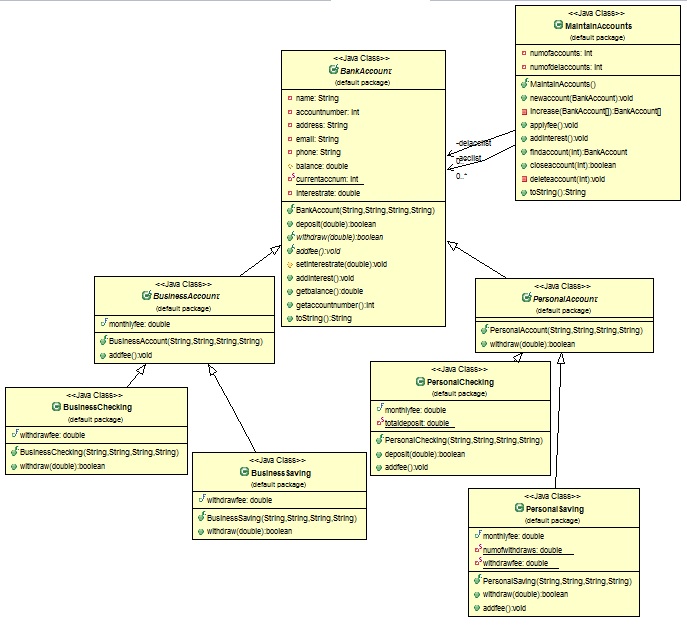 <<Java Class>>
MaintainAccounts
(default package)
numofaccounts: int
numofdelaccounts: int
MaintainAccounts()
newaccount(BankAccount):void
increase(BankAccount[]):BankAccount[]
applyfee():void
addinterest():void
findaccount(int):BankAccount
closeaccount(int):boolean
deleteaccount(int):void
toString():String
<<Java Class>>
BankAccount
(default package)
name: String
accountnumber: int
address: String
email: String
phone: String
balance: double
currentaccnum: int
interestrate: double
BankAccount(String,String,String,String)
deposit(double):boolean
withdraw(double):boolean
addfee():void
setinterestrate(double):void
addinterest():void
getbalance():double
getaccountnumber():int
toString():String
-delacclist
-acclist
0..*
<<Java Class>>
BusinessAccount
(default package)
monthlyfee: double
BusinessAccount(String,String,String,String)
addfee():void
<<Java Class>>
PersonalAccount
(default package)
PersonalAccount(String,String,String,String)
withdraw(double):boolean
<<Java Class>>
BusinessChecking
(default package)
withdrawfee: double
BusinessChecking(String,String,String,String)
withdraw(double):boolean
<<Java Class>>
PersonalChecking
(default package)
monthlyfee: double
totaldeposit: double
PersonalChecking(String,String,String,String)
deposit(double):boolean
addfee():void
<<Java Class>>
BusinessSaving
(default package)
withdrawfee: double
BusinessSaving(String,String,String,String)
withdraw(double):boolean
<<Java Class>>
PersonalSaving
(default package)
monthlyfee: double
numofwithdraws: double
withdrawfee: double
PersonalSaving(String,String,String,String)
withdraw(double):boolean
addfee():void